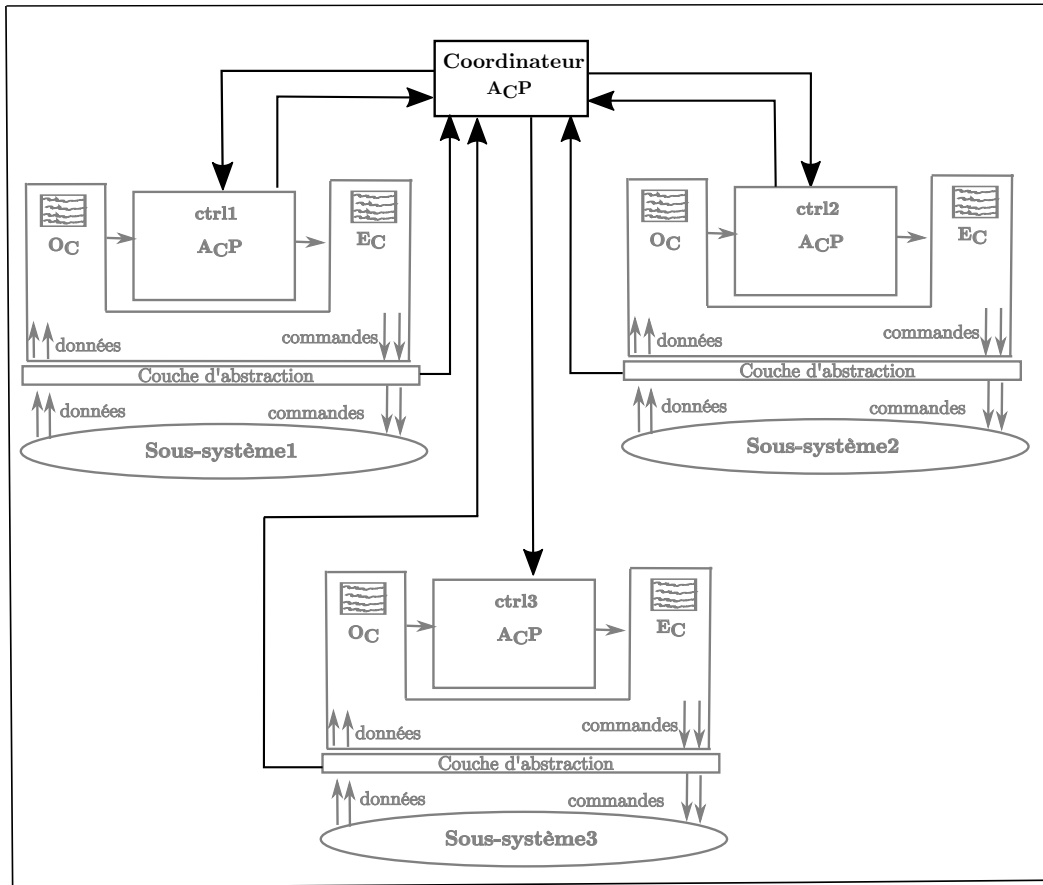 Coordinateur
ACP
ctrl1
ACP
OC
EC
données
commandes
Couche d'abstraction
données
commandes
Sous-système1
ctrl2
ACP
OC
EC
données
commandes
Couche d'abstraction
données
commandes
Sous-système2
ctrl3
ACP
OC
EC
données
commandes
Couche d'abstraction
données
commandes
Sous-système3